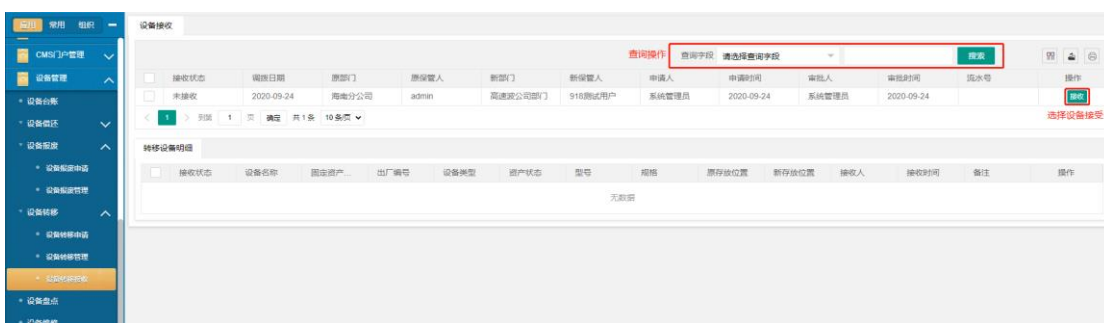 应用 常用 组织
设备接收
CMS门户管理
查询操作 查询字段 请选择查询字段 搜索
设备管理
接收状态 调拨日期 原部门 原保管人 新部门 新保管人 申请人 申请时间 审批人 审批时间 流水号 操作
未接收 2020-09-24 海南分公司 admin 高速波公司部门 918测试用户 系统管理员 2020-09-24 系统管理员 2020-09-24 接收
设备台账
< 1 > 到第 1 页 确定 共1条 10条/页
选择设备接受
设备借还
设备报废
转移设备明细
设备报废申请
接收状态 设备名称 固定资产... 出厂编号 设备类型 资产状态 型号 规格 原存放位置 新存放位置 接收人 接收时间 备注 操作
设备报废管理
无数据
设备转移
设备转移申请
设备转移管理
设备转移接收
设备盘点